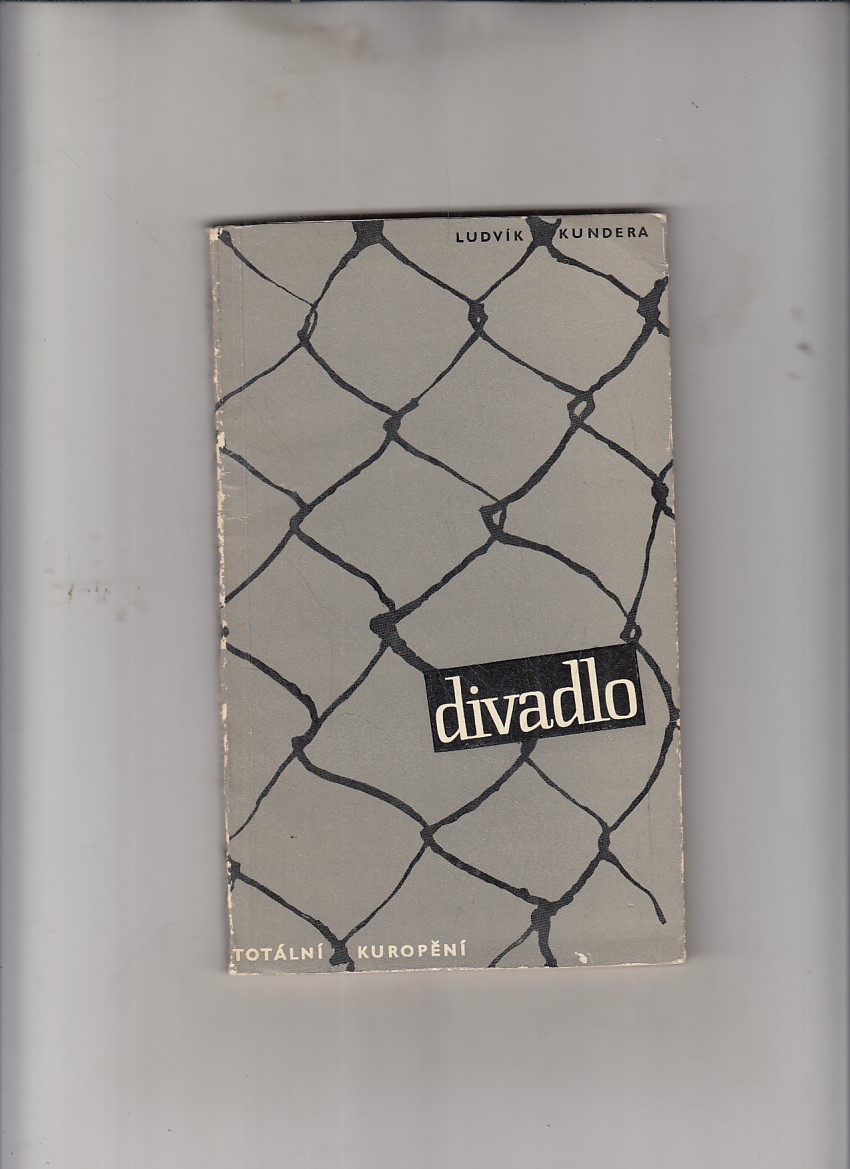 LUDVÍK KUNDERA
divadlo
TOTÁLNÍ KUROPĚNÍ